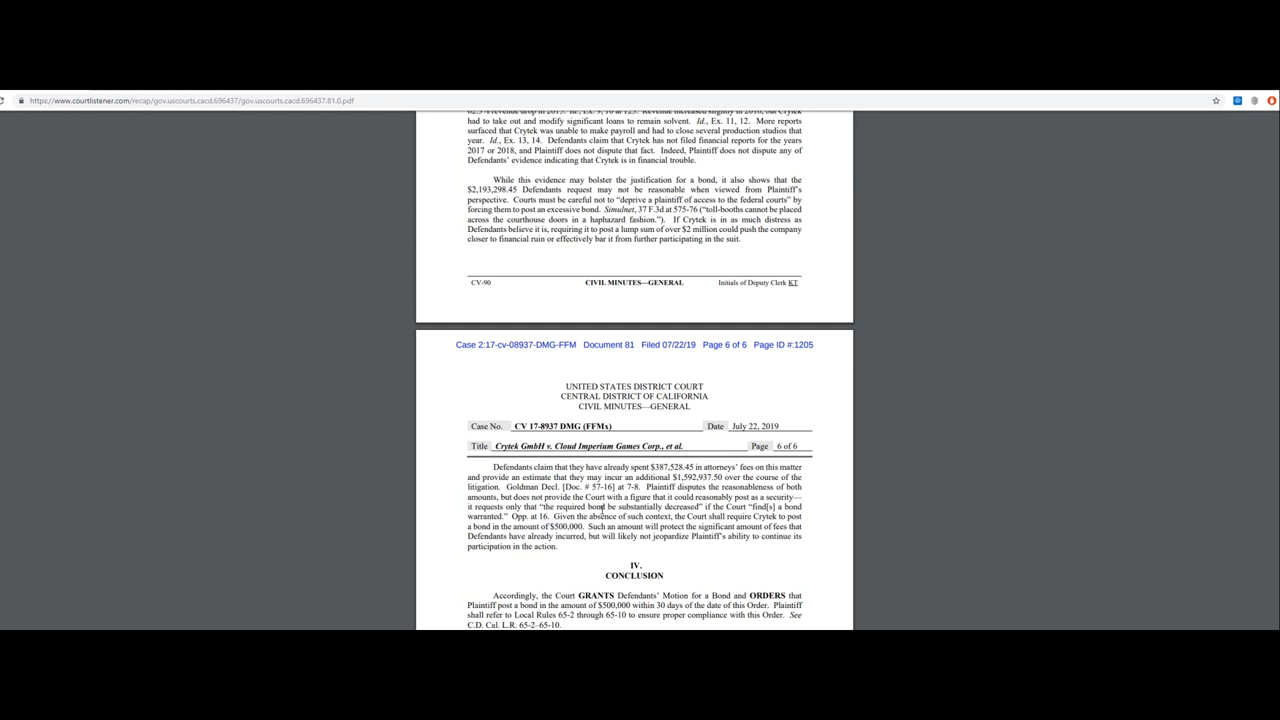 https://www.courtlistener.com/recap/gov.uscourts.cacd.696437/gov.uscourts.cacd.696437.81.0.pdf
had to take out and modify significant loans to remain solvent. Id., Ex. 11, 12. More reports
surfaced that Crytek was unable to make payroll and had to close several production studios that
year. Id., Ex. 13, 14. Defendants claim that Crytek has not filed financial reports for the years
2017 or 2018, and Plaintiff does not dispute that fact. Indeed, Plaintiff does not dispute any of
Defendants' evidence indicating that Crytek is in financial trouble.
While this evidence may bolster the justification for a bond, it also shows that the
$2,193,298.45 Defendants request may not be reasonable when viewed from Plaintiff's
perspective. Courts must be careful not to "deprive a plaintiff of access to the federal courts" by
forcing them to post an excessive bond. Simulnet, 37 F.3d at 575-76 ("toll-booths cannot be placed
across the courthouse doors in a haphazard fashion."). If Crytek is in as much distress as
Defendants believe it is, requiring it to post a lump sum of over $2 million could push the company
closer to financial ruin or effectively bar it from further participating in the suit.
CV-90 CIVIL MINUTES—GENERAL Initials of Deputy Clerk KT
Case 2:17-cv-08937-DMG-FFM Document 81 Filed 07/22/19 Page 6 of 6 Page ID #:1205
UNITED STATES DISTRICT COURT
CENTRAL DISTRICT OF CALIFORNIA
CIVIL MINUTES—GENERAL
Case No. CV 17-8937 DMG (FFMx) Date July 22, 2019
Title Crytek GmbH v. Cloud Imperium Games Corp., et al. Page 6 of 6
Defendants claim that they have already spent $387,528.45 in attorneys' fees on this matter
and provide an estimate that they may incur an additional $1,592,937.50 over the course of the
litigation. Goldman Decl. [Doc. # 57-16] at 7-8. Plaintiff disputes the reasonableness of both
amounts, but does not provide the Court with a figure that it could reasonably post as a security—
it requests only that "the required bond be substantially decreased" if the Court "find[s] a bond
warranted." Opp. at 16. Given the absence of such context, the Court shall require Crytek to post
a bond in the amount of $500,000. Such an amount will protect the significant amount of fees that
Defendants have already incurred, but will likely not jeopardize Plaintiff's ability to continue its
participation in the action.
IV.
CONCLUSION
Accordingly, the Court GRANTS Defendants' Motion for a Bond and ORDERS that
Plaintiff post a bond in the amount of $500,000 within 30 days of the date of this Order. Plaintiff
shall refer to Local Rules 65-2 through 65-10 to ensure proper compliance with this Order. See
C.D. Cal. L.R. 65-2–65-10.